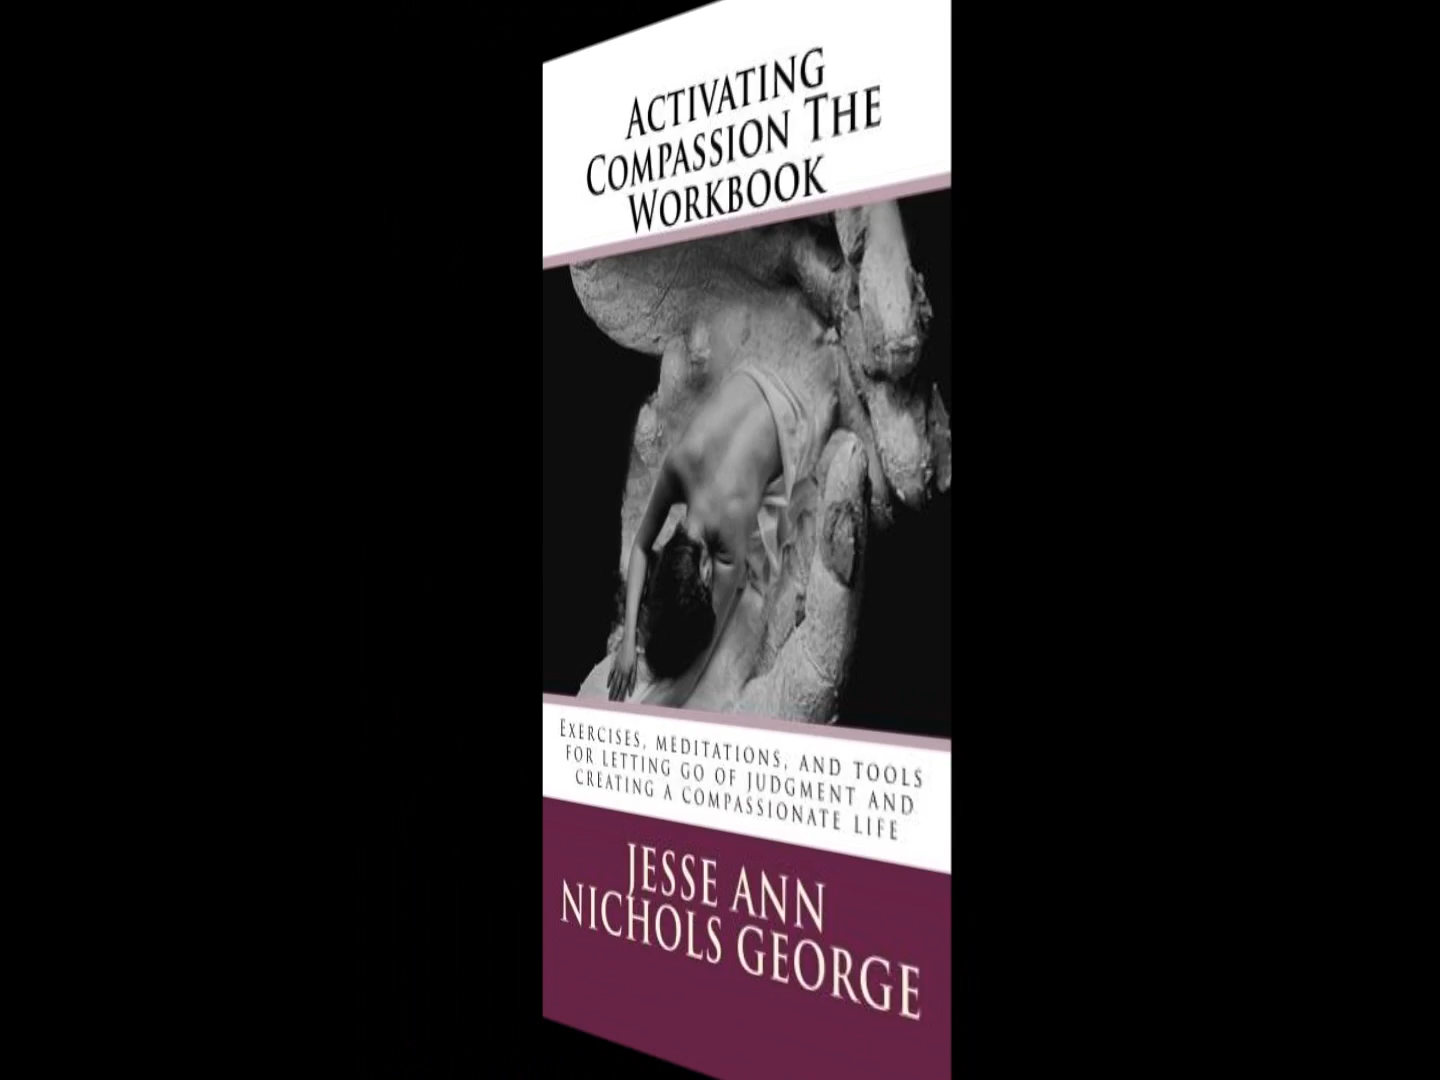 ACTIVATING
COMPASSION THE
WORKBOOK
EXERCISES, MEDITATIONS, AND TOOLS
FOR LETTING GO OF JUDGMENT AND
CREATING A COMPASSIONATE LIFE
JESSE ANN
NICHOLS GEORGE